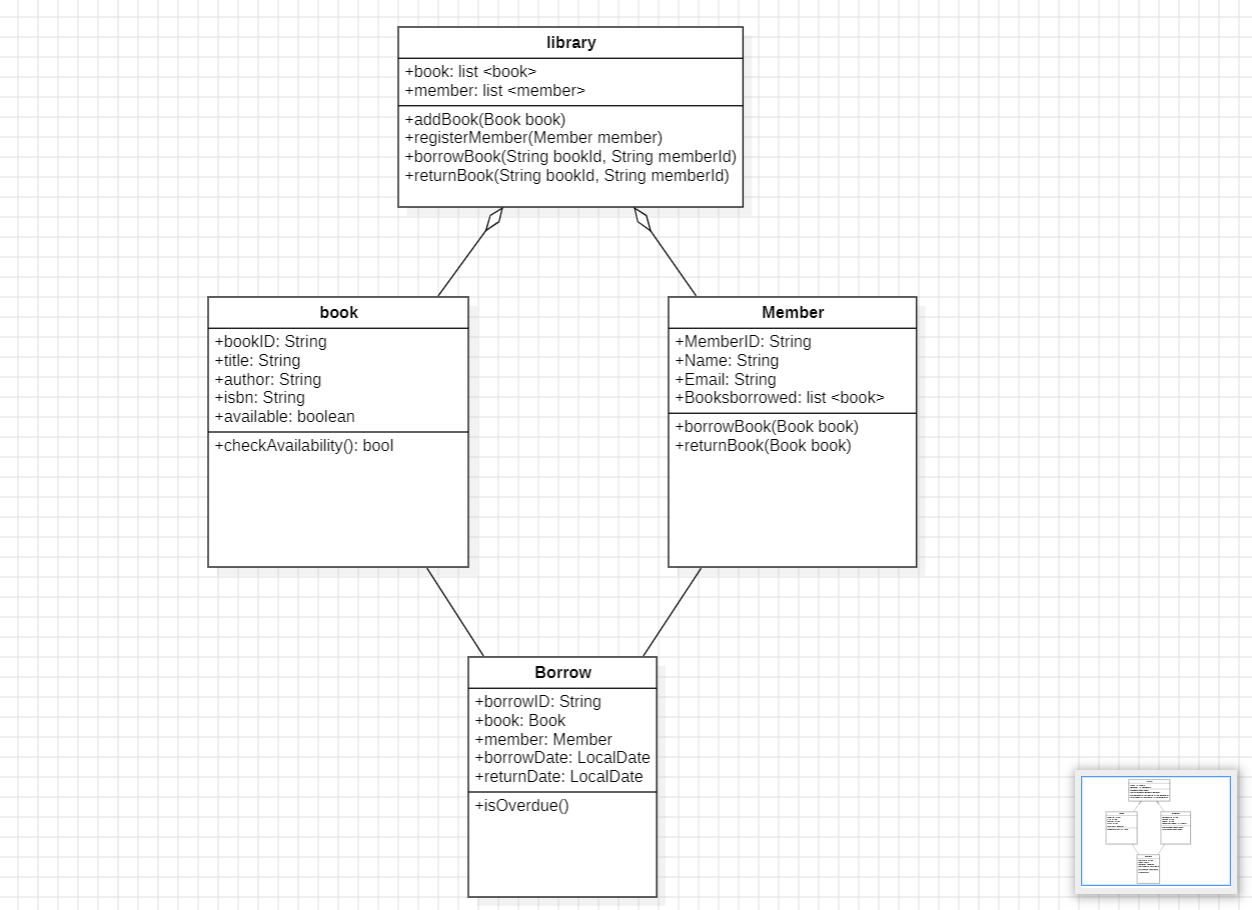 library
+book: list <book>
+member: list <member>
+addBook(Book book)
+registerMember(Member member)
+borrowBook(String bookId, String memberId)
+returnBook(String bookId, String memberId)
book
+bookID: String
+title: String
+author: String
+isbn: String
+available: boolean
+checkAvailability(): bool
Member
+MemberID: String
+Name: String
+Email: String
+Booksborrowed: list <book>
+borrowBook(Book book)
+returnBook(Book book)
Borrow
+borrowID: String
+book: Book
+member: Member
+borrowDate: LocalDate
+returnDate: LocalDate
+isOverdue()